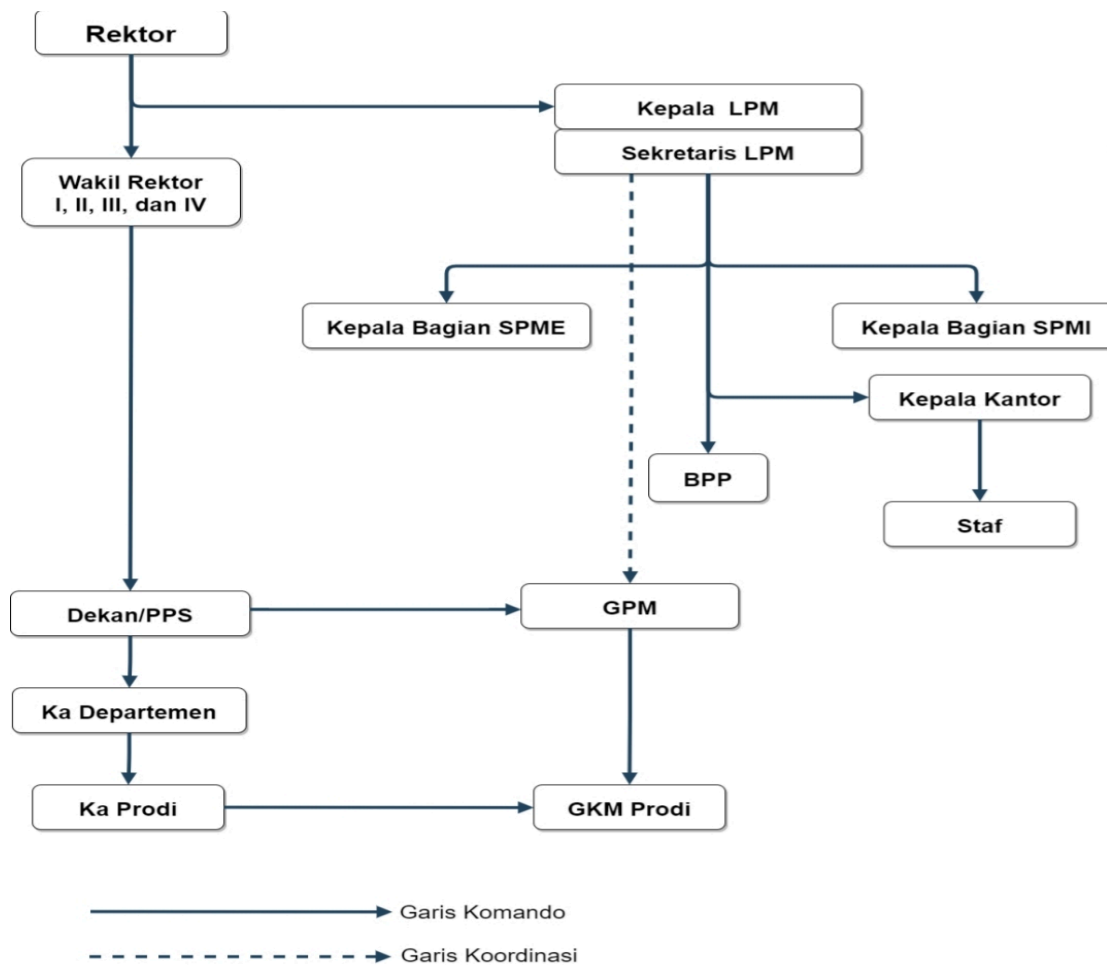 Rektor
Kepala LPM
Sekretaris LPM
Wakil Rektor
I, II, III, dan IV
Kepala Bagian SPME
Kepala Bagian SPMI
Kepala Kantor
BPP
Staf
Dekan/PPS
GPM
Ka Departemen
Ka Prodi
GKM Prodi
Garis Komando
Garis Koordinasi